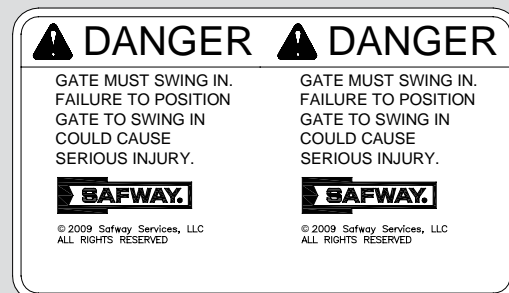 DANGER
GATE MUST SWING IN.
FAILURE TO POSITION
GATE TO SWING IN
COULD CAUSE
SERIOUS INJURY.
SAFWAY.
© 2009 Safway Services, LLC
ALL RIGHTS RESERVED
DANGER
GATE MUST SWING IN.
FAILURE TO POSITION
GATE TO SWING IN
COULD CAUSE
SERIOUS INJURY.
SAFWAY.
© 2009 Safway Services, LLC
ALL RIGHTS RESERVED